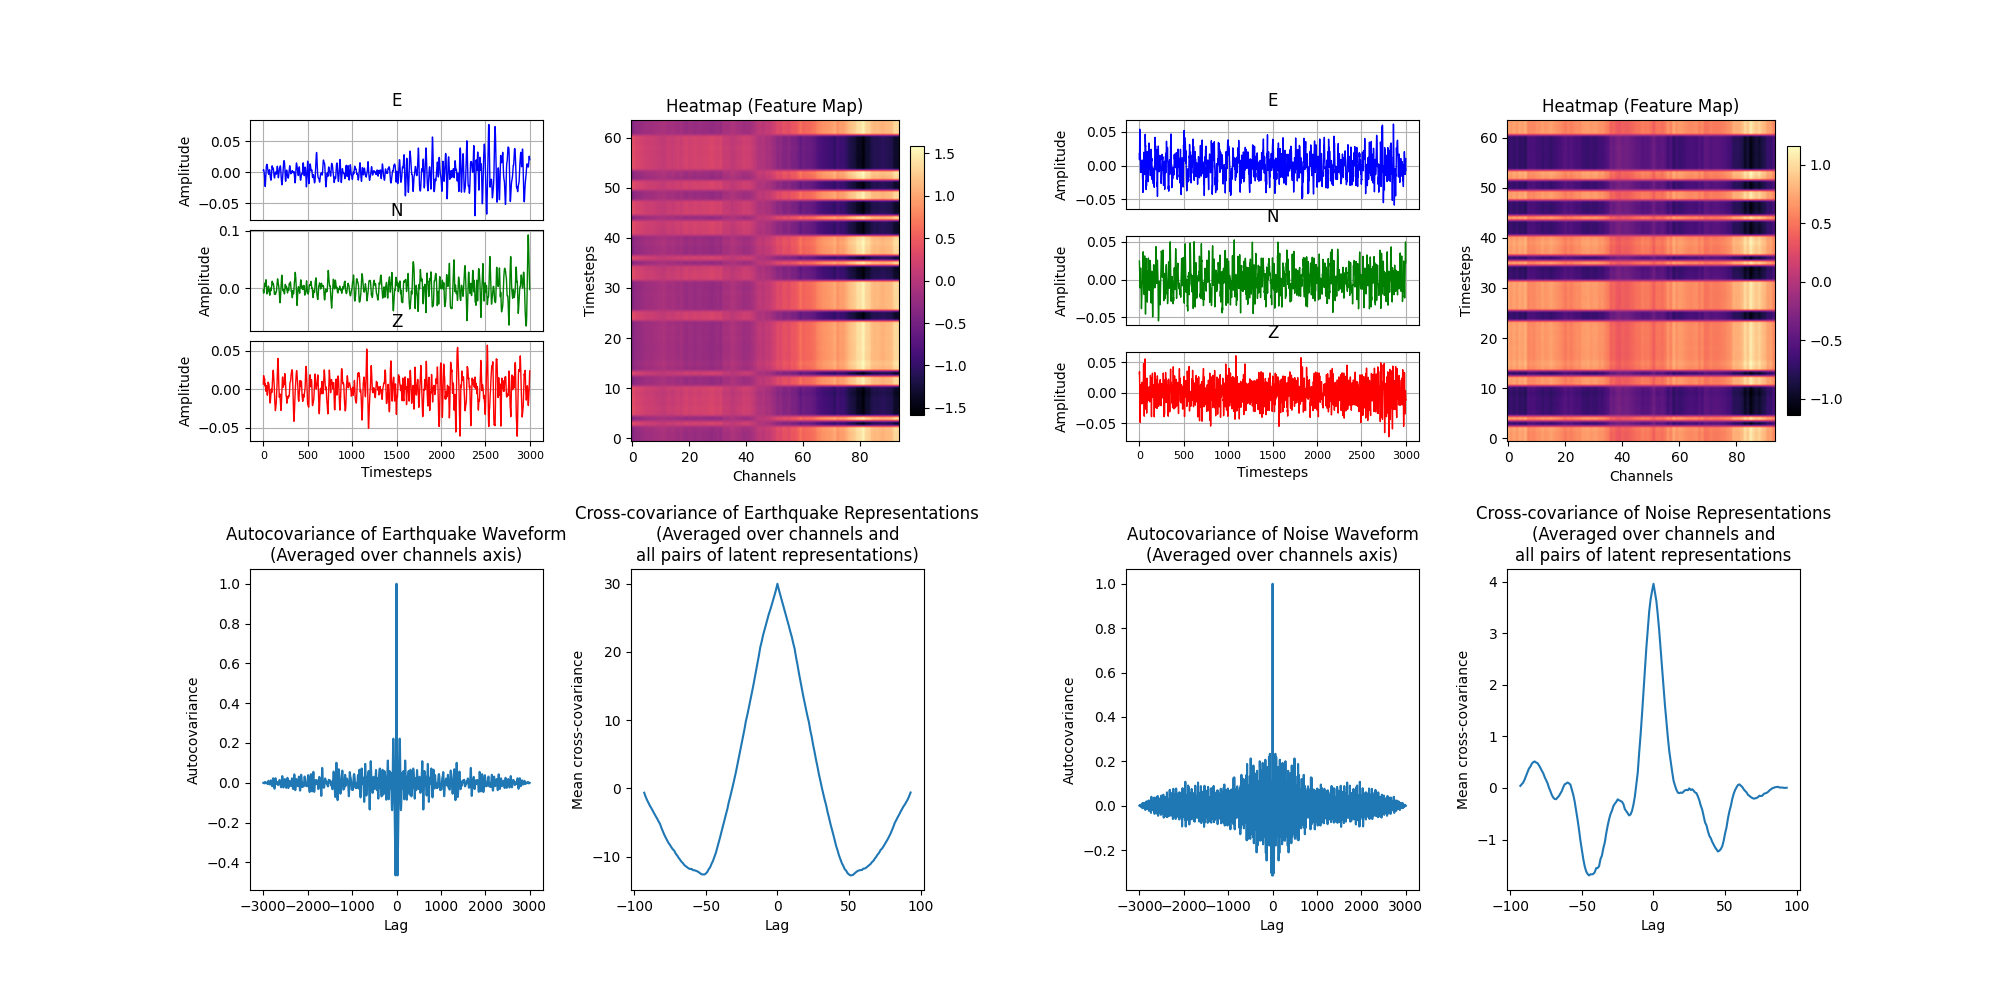 E
Amplitude
0.05
0.00
−0.05
N
Amplitude
0.1
0.0
Z
Amplitude
0.05
0.00
−0.05
0 500 1000 1500 2000 2500 3000
Timesteps
Heatmap (Feature Map)
Timesteps
60
50
40
30
20
10
0
0 20 40 60 80
Channels
1.5
1.0
0.5
0.0
−0.5
−1.0
−1.5
E
Amplitude
0.05
0.00
−0.05
N
Amplitude
0.05
0.00
−0.05
Z
Amplitude
0.05
0.00
−0.05
0 500 1000 1500 2000 2500 3000
Timesteps
Heatmap (Feature Map)
Timesteps
60
50
40
30
20
10
0
0 20 40 60 80
Channels
1.0
0.5
0.0
−0.5
−1.0
Autocovariance of Earthquake Waveform
(Averaged over channels axis)
Autocovariance
1.0
0.8
0.6
0.4
0.2
0.0
−0.2
−0.4
−3000 −2000 −1000 0 1000 2000 3000
Lag
Cross-covariance of Earthquake Representations
(Averaged over channels and
all pairs of latent representations)
Mean cross-covariance
30
20
10
0
−10
−100 −50 0 50 100
Lag
Autocovariance of Noise Waveform
(Averaged over channels axis)
Autocovariance
1.0
0.8
0.6
0.4
0.2
0.0
−0.2
−3000 −2000 −1000 0 1000 2000 3000
Lag
Cross-covariance of Noise Representations
(Averaged over channels and
all pairs of latent representations
Mean cross-covariance
4
3
2
1
0
−1
−100 −50 0 50 100
Lag